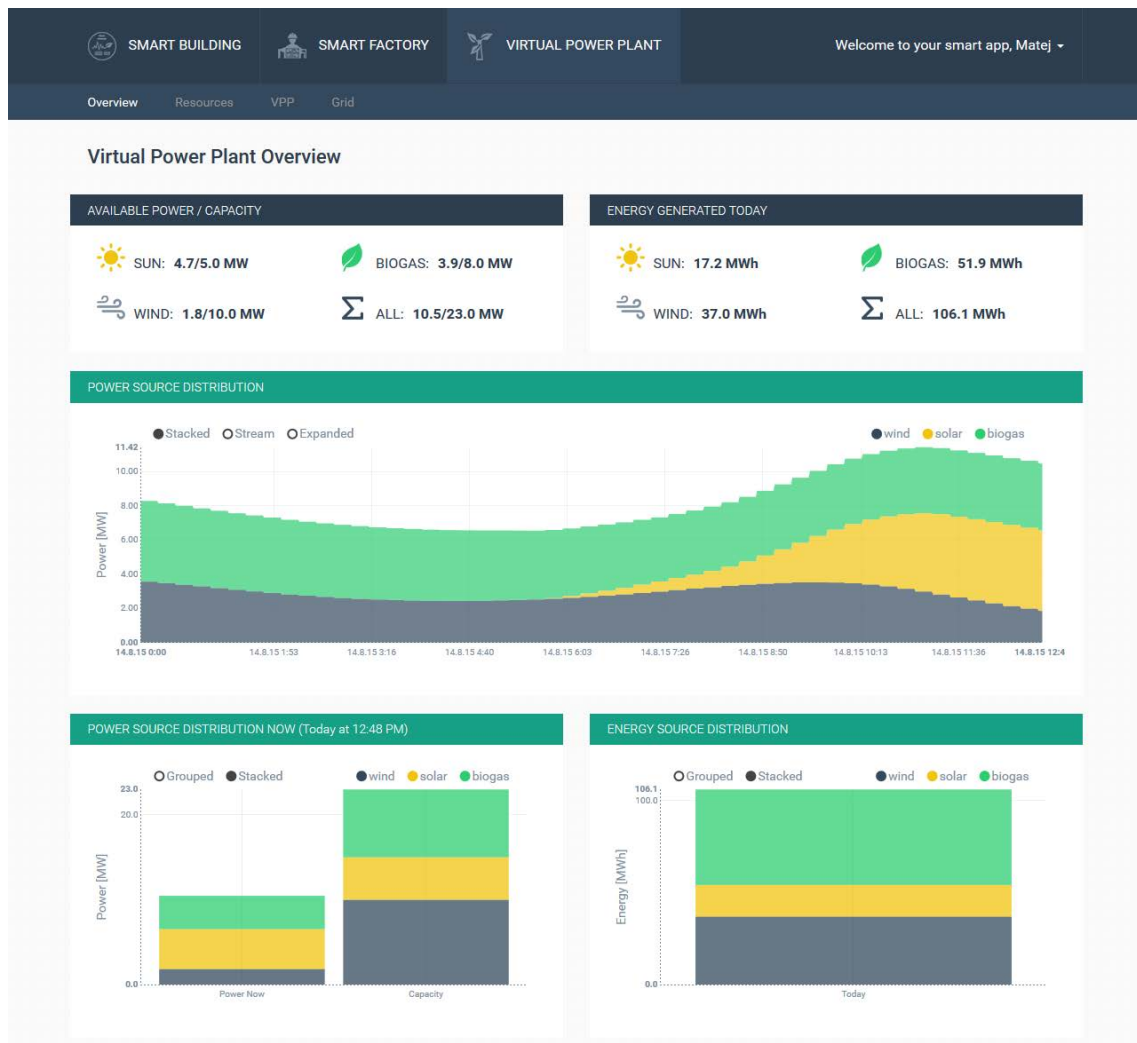 SMART BUILDING SMART FACTORY VIRTUAL POWER PLANT Welcome to your smart app, Matej
Overview Resources VPP Grid
Virtual Power Plant Overview
AVAILABLE POWER / CAPACITY
SUN: 4.7/5.0 MW BIOGAS: 3.9/8.0 MW
WIND: 1.8/10.0 MW Σ ALL: 10.5/23.0 MW
ENERGY GENERATED TODAY
SUN: 17.2 MWh BIOGAS: 51.9 MWh
WIND: 37.0 MWh Σ ALL: 106.1 MWh
POWER SOURCE DISTRIBUTION
Stacked Stream Expanded wind solar biogas
11.42
10.00
8.00
6.00
4.00
2.00
0.00
Power [MW]
14.8.15 0:00 14.8.15 1:53 14.8.15 3:16 14.8.15 4:40 14.8.15 6:03 14.8.15 7:26 14.8.15 8:50 14.8.15 10:13 14.8.15 11:36 14.8.15 12:4
POWER SOURCE DISTRIBUTION NOW (Today at 12:48 PM)
Grouped Stacked wind solar biogas
23.0
20.0
0.0
Power [MW]
Power Now Capacity
ENERGY SOURCE DISTRIBUTION
Grouped Stacked wind solar biogas
106.1
100.0
0.0
Energy [MWh]
Today